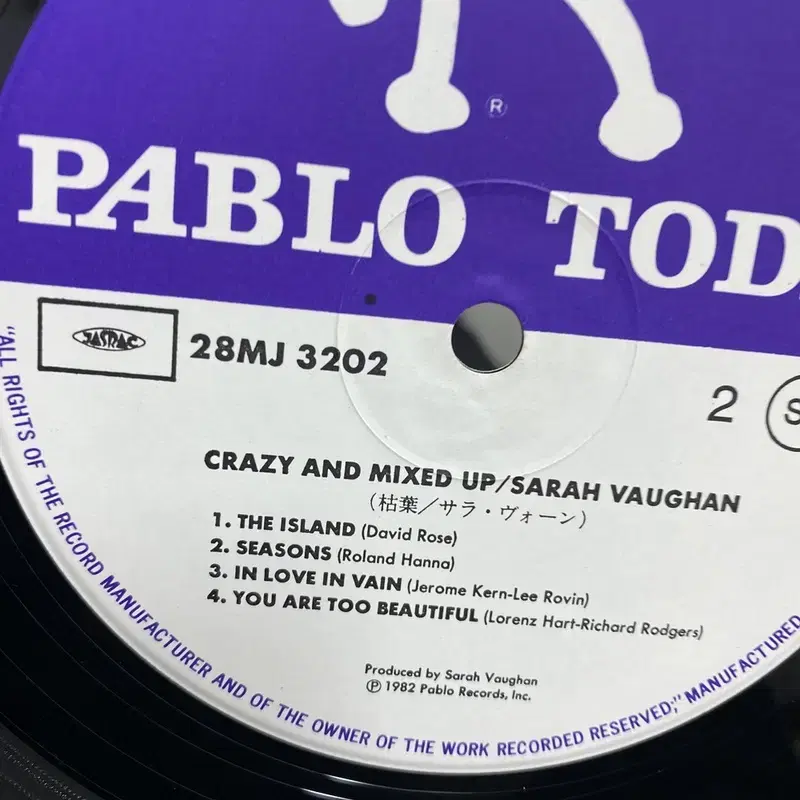 ®
PABLO TOD
JASRAC
28MJ 3202
2
S
CRAZY AND MIXED UP/SARAH VAUGHAN
(枯葉/サラ・ヴォーン)
1. THE ISLAND (David Rose)
2. SEASONS (Roland Hanna)
3. IN LOVE IN VAIN (Jerome Kern-Lee Rovin)
4. YOU ARE TOO BEAUTIFUL (Lorenz Hart-Richard Rodgers)
Produced by Sarah Vaughan
℗ 1982 Pablo Records, Inc.
"ALL RIGHTS OF THE RECORD MANUFACTURER AND OF THE OWNER OF THE WORK RECORDED RESERVED;" MANUFACTURED